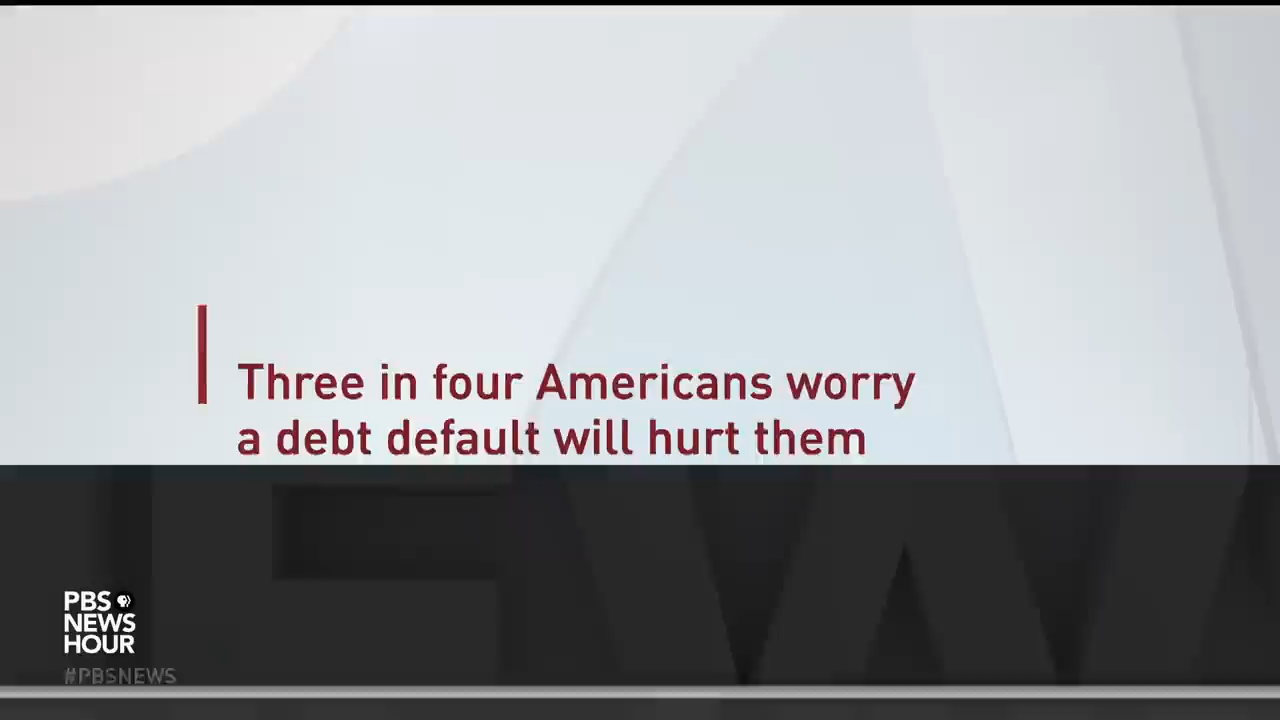 Three in four Americans worry
a debt default will hurt them
PBS
NEWS
HOUR
#PBSNEWS